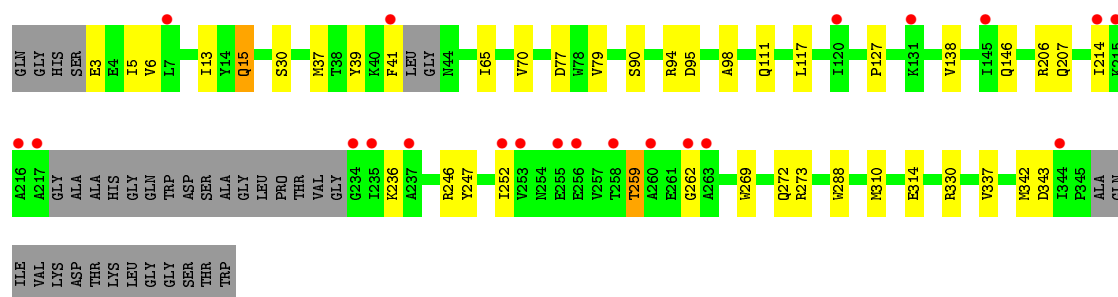 GLN GLY HIS SER E3 E4 I5 V6 L7 I13 Y14 Q15 S30 M37 T38 Y39 K40 F41 LEU GLY N44 I65 V70 D77 W78 V79 S90 R94 D95 A98 Q111 L117 I120 P127 K131 V138 I145 Q146 R206 Q207 I214 K215
A216 A217 GLY ALA ALA HIS GLY GLN TRP ASP SER ALA GLY LEU PRO THR VAL GLY G234 I235 K236 A237 R246 Y247 I252 V253 N254 E255 E256 V257 T258 T259 A260 E261 G262 A263 W269 Q272 R273 W288 M310 E314 R330 V337 M342 D343 I344 P345 ALA GLN
ILE VAL LYS ASP THR LYS LEU GLY GLY SER THR TRP